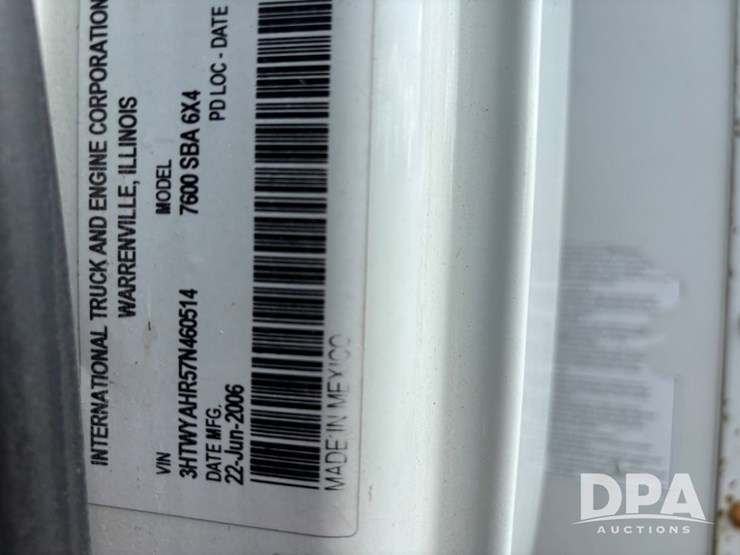 INTERNATIONAL TRUCK AND ENGINE CORPORATION
WARRENVILLE, ILLINOIS
VIN MODEL
3HTWYAHR57N460514 7600 SBA 6X4
DATE MFG. PD LOC - DATE
22-Jun-2006
MADE IN MEXICO
DPA
AUCTIONS